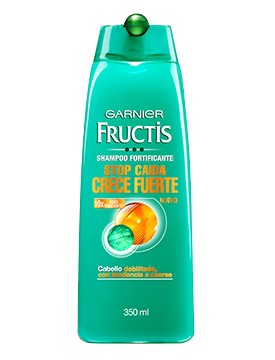 GARNIER
FRUCTIS
SHAMPOO FORTIFICANTE
STOP CAIDA
CRECE FUERTE
NUEVO
Cabello debilitado,
con tendencia a caerse
350 ml